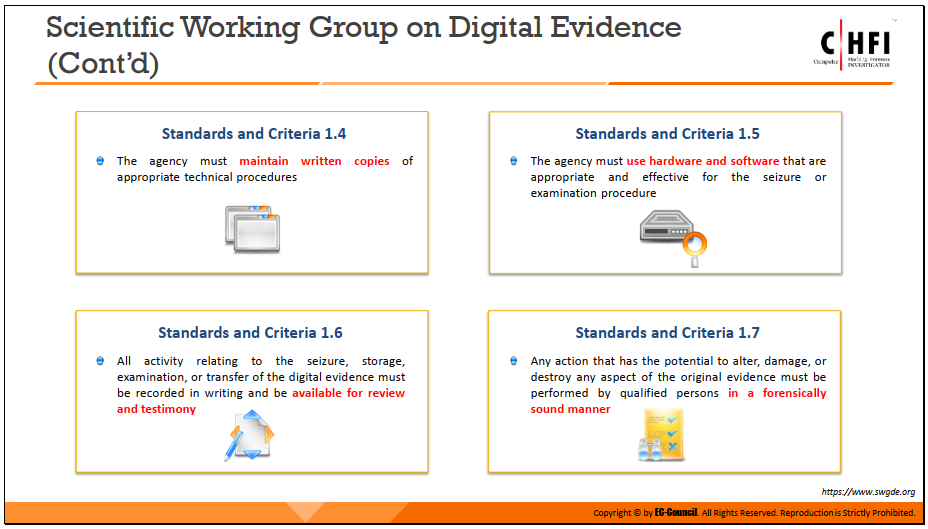 Scientific Working Group on Digital Evidence
(Cont'd)
C HFI
Computer Hacking Forensic
INVESTIGATOR
Standards and Criteria 1.4
The agency must maintain written copies of
appropriate technical procedures
Standards and Criteria 1.5
The agency must use hardware and software that are
appropriate and effective for the seizure or
examination procedure
Standards and Criteria 1.6
All activity relating to the seizure, storage,
examination, or transfer of the digital evidence must
be recorded in writing and be available for review
and testimony
Standards and Criteria 1.7
Any action that has the potential to alter, damage, or
destroy any aspect of the original evidence must be
performed by qualified persons in a forensically
sound manner
https://www.swgde.org
Copyright © by EC-Council. All Rights Reserved. Reproduction is Strictly Prohibited.